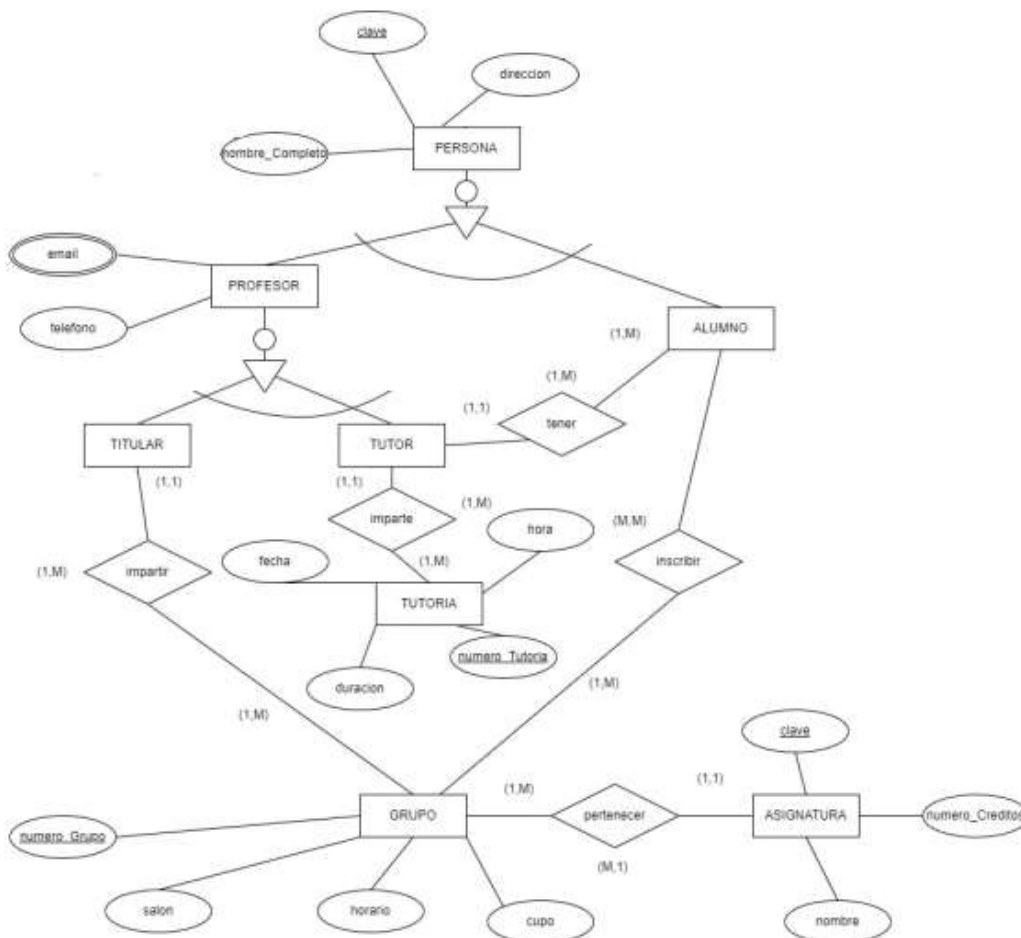 clave
direccion
nombre_Completo
PERSONA
email
PROFESOR
telefono
ALUMNO
(1,M)
(1,M)
(1,1)
tener
TITULAR
TUTOR
(1,1)
(1,1)
(1,M)
imparte
hora
(M,M)
(1,M)
impartir
fecha
(1,M)
inscribir
TUTORIA
numero_Tutoria
duracion
(1,M)
(1,M)
clave
(1,M)
(1,1)
GRUPO
pertenecer
ASIGNATURA
numero_Creditos
numero_Grupo
(M,1)
salon
horario
cupo
nombre